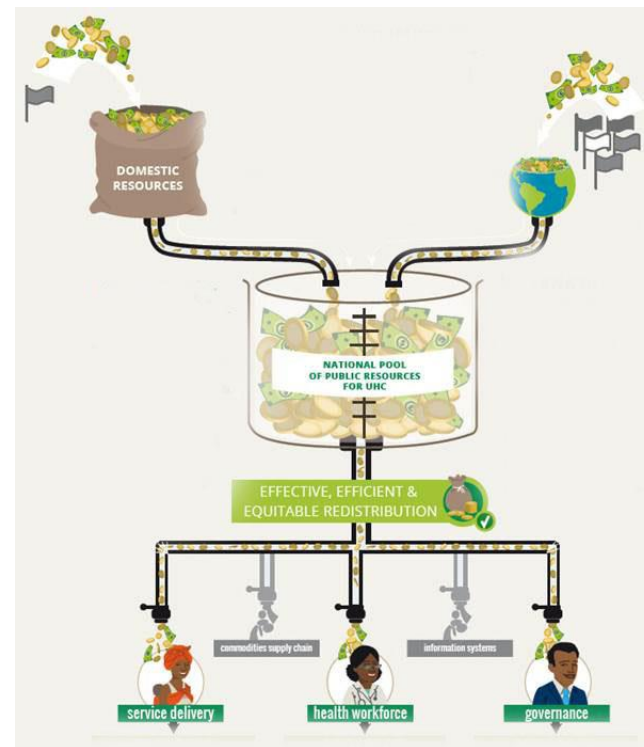 DOMESTIC
RESOURCES
NATIONAL POOL
OF PUBLIC RESOURCES
FOR UHC
EFFECTIVE, EFFICIENT &
EQUITABLE REDISTRIBUTION
commodities supply chain
information systems
service delivery
health workforce
governance